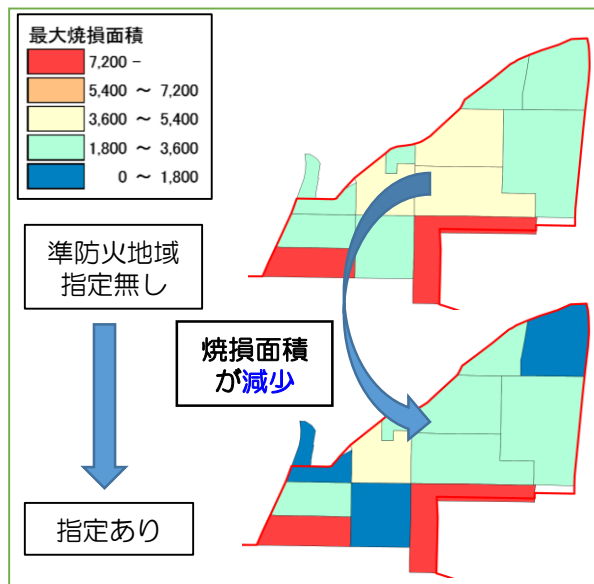 最大焼損面積
7,200 -
5,400 ～ 7,200
3,600 ～ 5,400
1,800 ～ 3,600
0 ～ 1,800
準防火地域
指定無し
焼損面積
が減少
指定あり